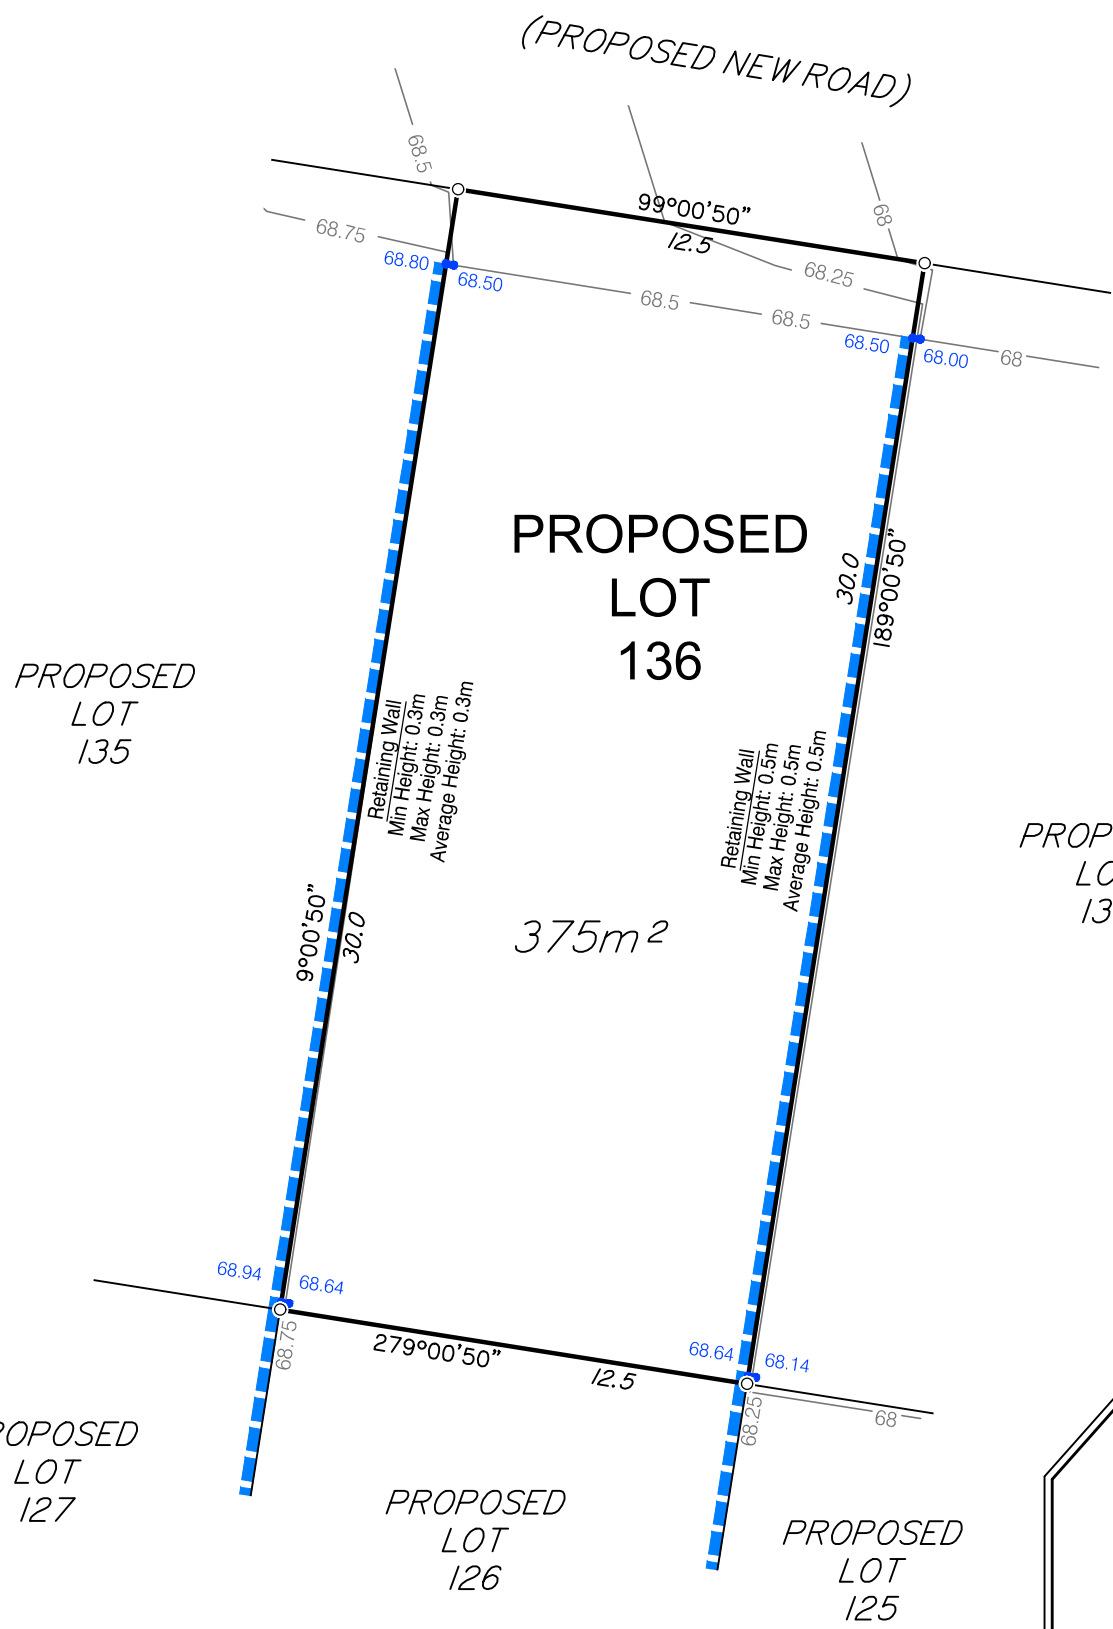 (PROPOSED NEW ROAD)
68.5
99°00'50"
12.5
68
68.75
68.80
68.50
68.25
68.5
68.5
68.50
68.00
68
PROPOSED
LOT
136
30.0
189°00'50"
PROPOSED
LOT
135
Retaining Wall
Min Height: 0.3m
Max Height: 0.3m
Average Height: 0.3m
Retaining Wall
Min Height: 0.5m
Max Height: 0.5m
Average Height: 0.5m
PROP
LO
13
9°00'50"
30.0
375m²
68.94
68.64
68.75
279°00'50"
12.5
68.64
68.14
68.25
68
OPOSED
LOT
127
PROPOSED
LOT
126
PROPOSED
LOT
125